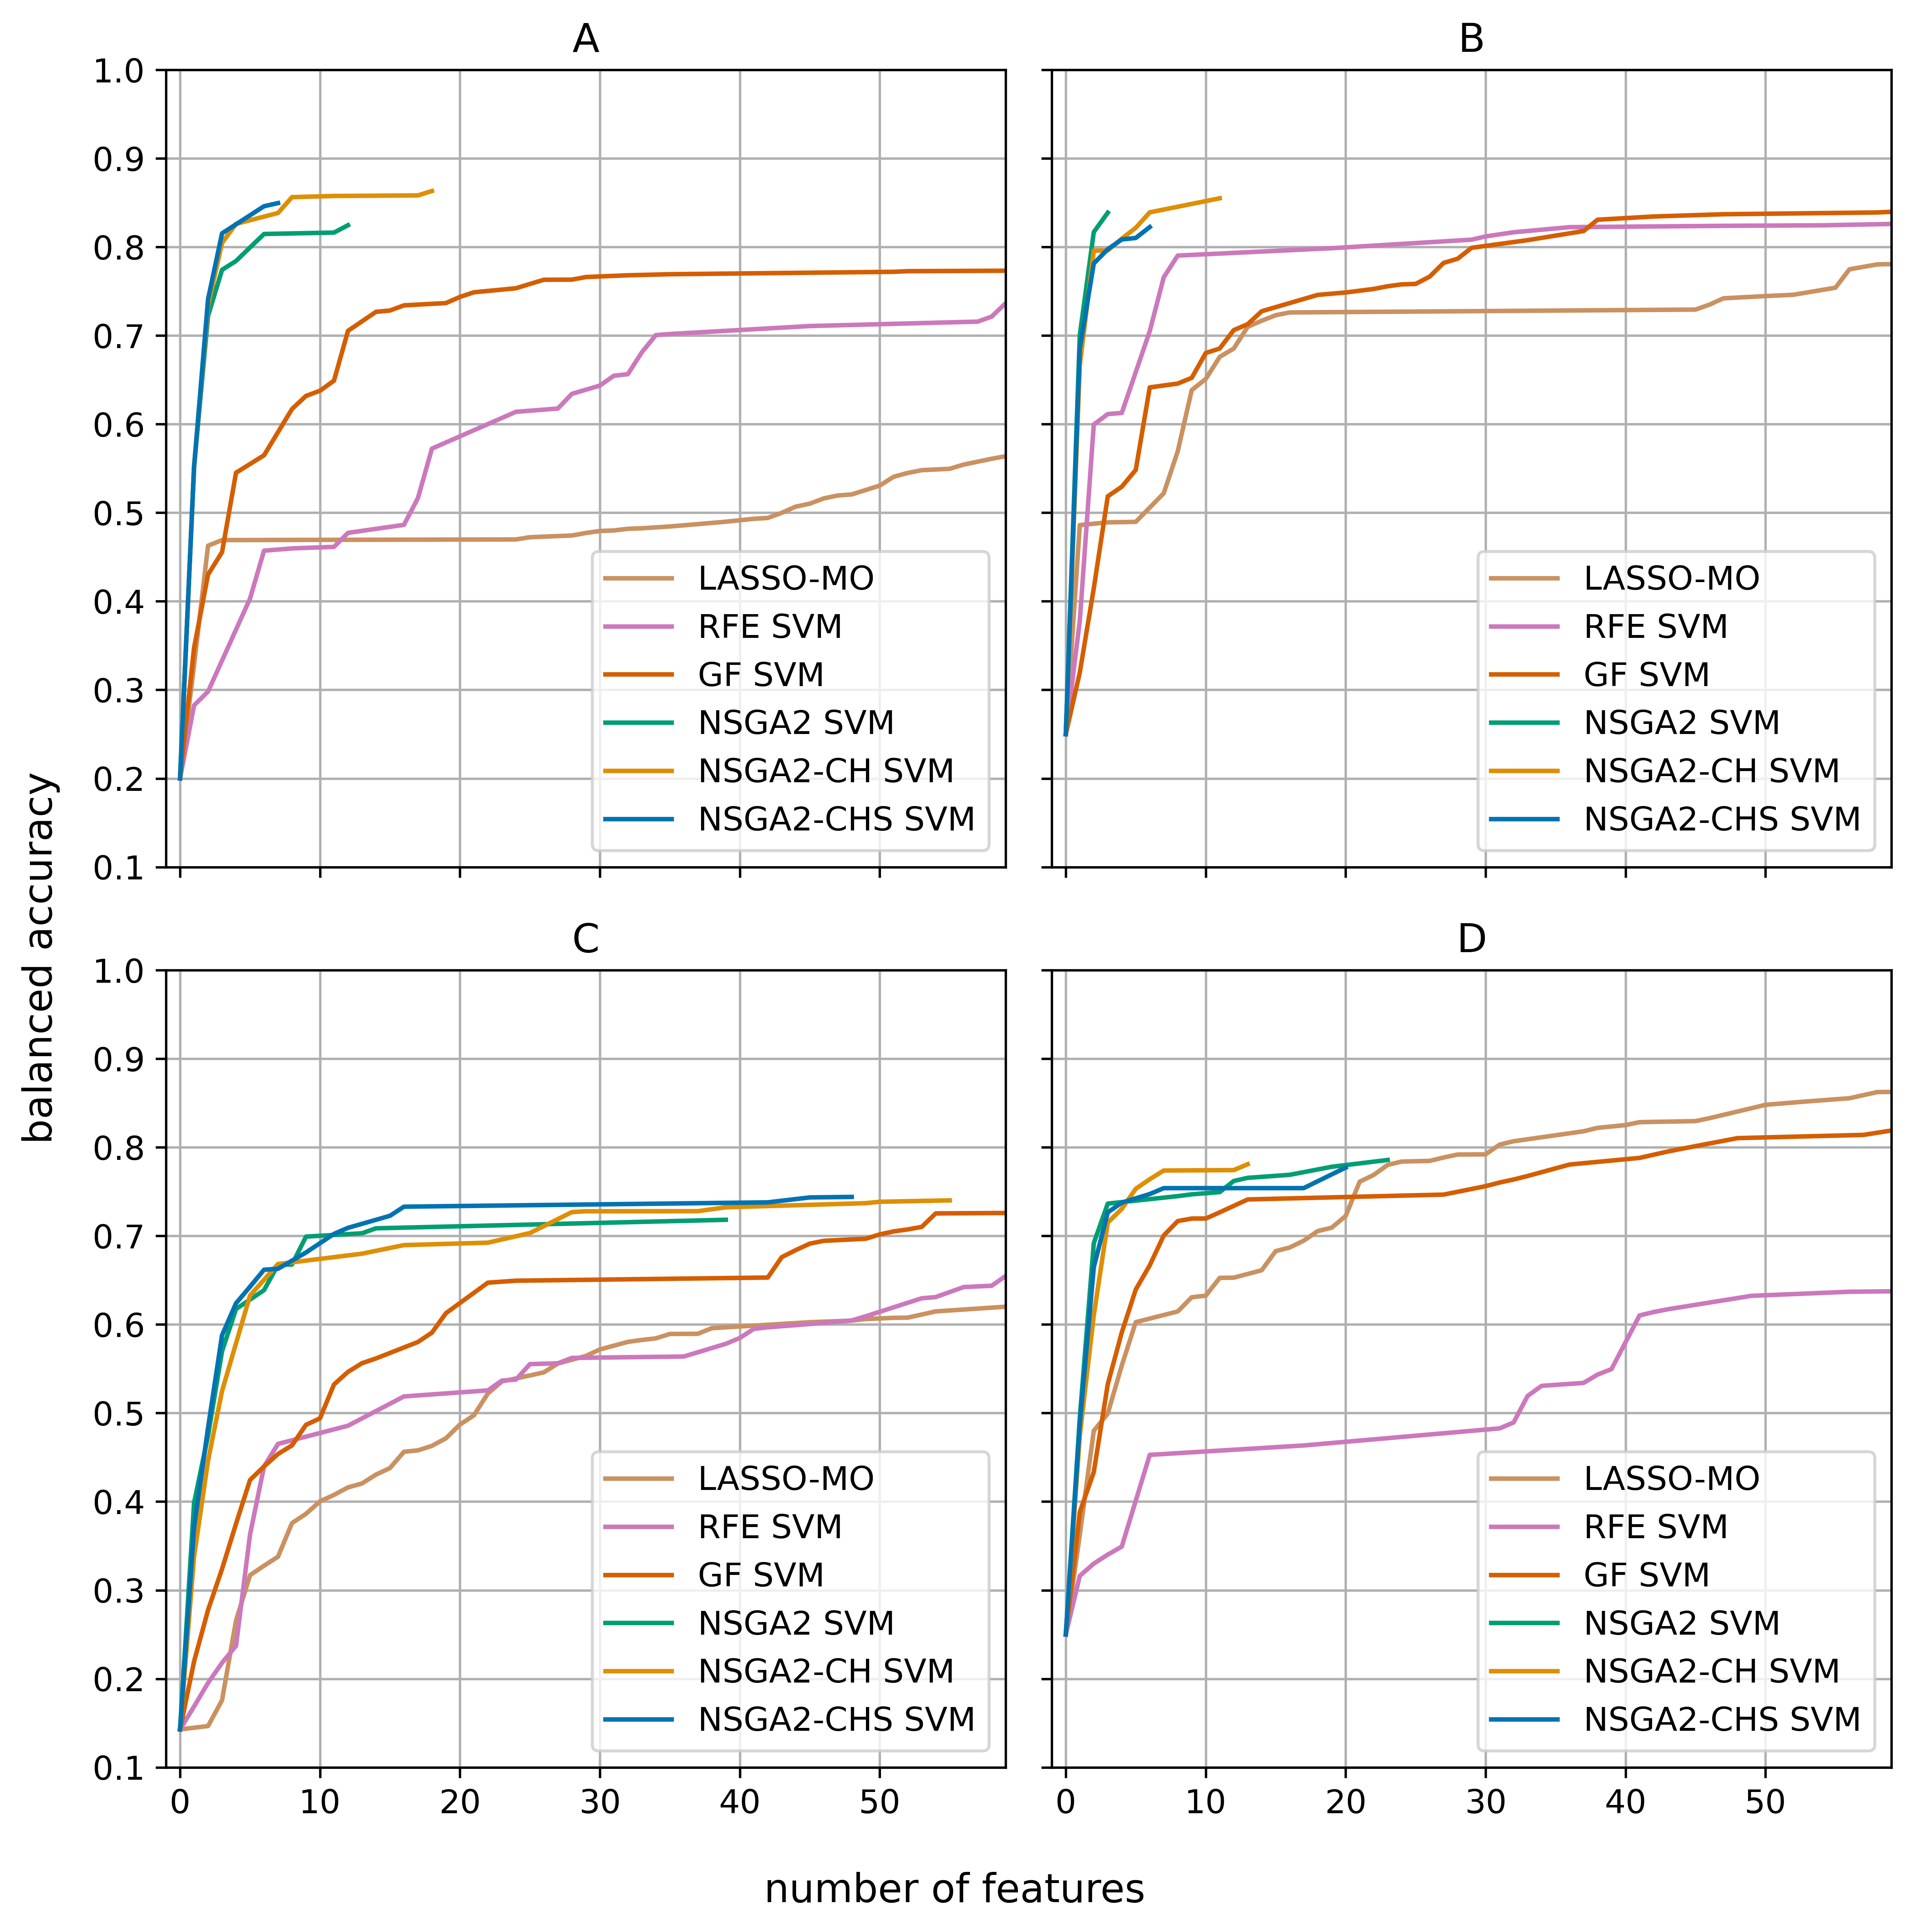 A
B
1.0
0.9
0.8
0.7
0.6
0.5
0.4
0.3
0.2
0.1
LASSO-MO
RFE SVM
GF SVM
NSGA2 SVM
NSGA2-CH SVM
NSGA2-CHS SVM
LASSO-MO
RFE SVM
GF SVM
NSGA2 SVM
NSGA2-CH SVM
NSGA2-CHS SVM
balanced accuracy
C
D
1.0
0.9
0.8
0.7
0.6
0.5
0.4
0.3
0.2
0.1
LASSO-MO
RFE SVM
GF SVM
NSGA2 SVM
NSGA2-CH SVM
NSGA2-CHS SVM
LASSO-MO
RFE SVM
GF SVM
NSGA2 SVM
NSGA2-CH SVM
NSGA2-CHS SVM
0 10 20 30 40 50
0 10 20 30 40 50
number of features